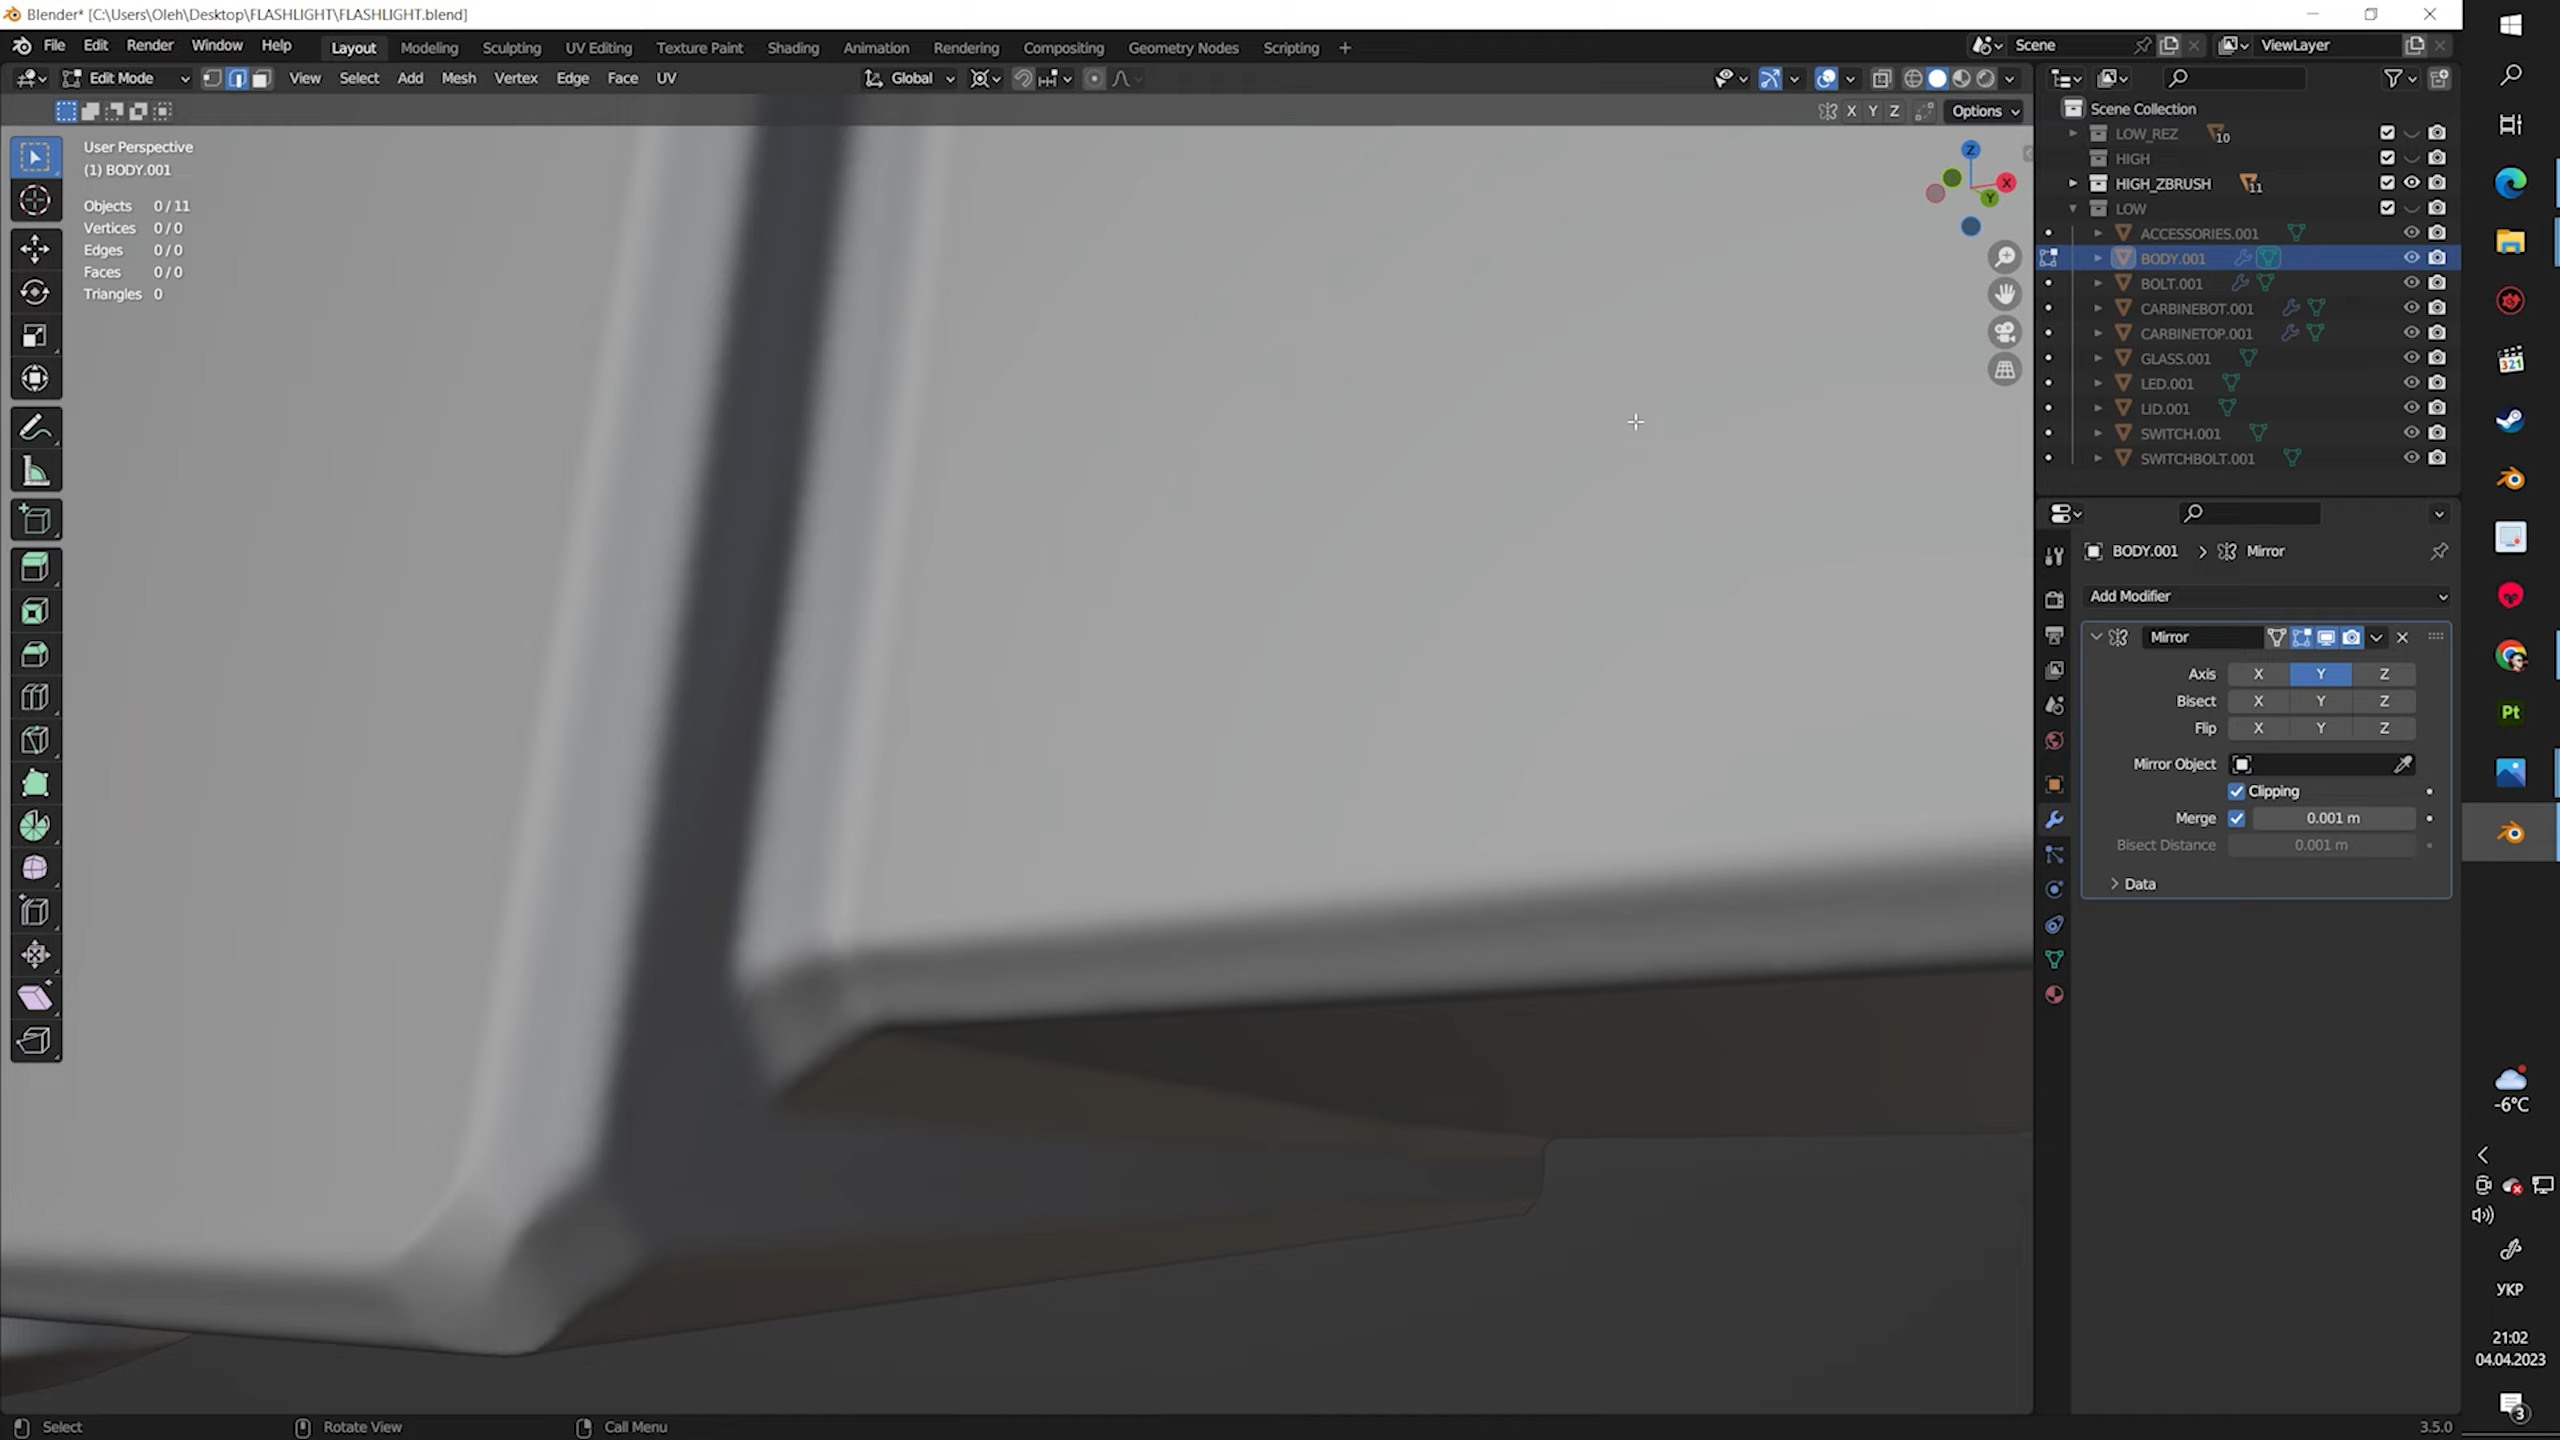 Blender* [C:\Users\Oleh\Desktop\FLASHLIGHT\FLASHLIGHT.blend]
File Edit Render Window Help Layout Modeling Sculpting UV Editing Texture Paint Shading Animation Rendering Compositing Geometry Nodes Scripting + Scene ViewLayer
Edit Mode View Select Add Mesh Vertex Edge Face UV Global
X Y Z Options
User Perspective
(1) BODY.001
Objects 0 / 11
Vertices 0 / 0
Edges 0 / 0
Faces 0 / 0
Triangles 0
Z
X
Y
Scene Collection
LOW_REZ 10
HIGH
HIGH_ZBRUSH 11
LOW
ACCESSORIES.001
BODY.001
BOLT.001
CARBINEBOT.001
CARBINETOP.001
GLASS.001
LED.001
LID.001
SWITCH.001
SWITCHBOLT.001
BODY.001 > Mirror
Add Modifier
Mirror
Axis X Y Z
Bisect X Y Z
Flip X Y Z
Mirror Object
Clipping
Merge 0.001 m
Bisect Distance 0.001 m
Data
321
Pt
-6°C
УКР
21:02
04.04.2023
3
Select Rotate View Call Menu 3.5.0